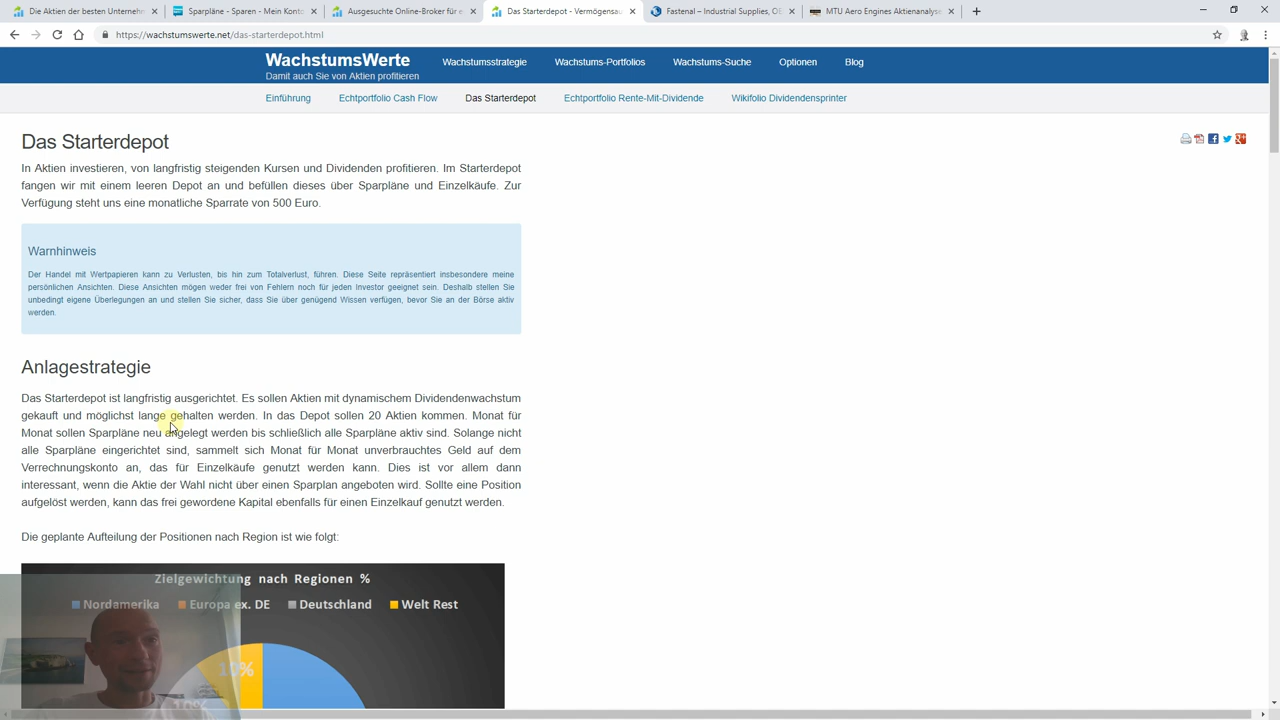 Die Aktien der besten Unternehm
Sparpläne - Sparen - Mein Konto
Ausgesuchte Online-Broker für e
Das Starterdepot - Vermögensau
Fastenal – Industrial Supplies, OE
MTU Aero Engines Aktienanalyse
https://wachstumswerte.net/das-starterdepot.html
WachstumsWerte
Damit auch Sie von Aktien profitieren
Wachstumsstrategie
Wachstums-Portfolios
Wachstums-Suche
Optionen
Blog
Einführung
Echtportfolio Cash Flow
Das Starterdepot
Echtportfolio Rente-Mit-Dividende
Wikifolio Dividendensprinter
Das Starterdepot
In Aktien investieren, von langfristig steigenden Kursen und Dividenden profitieren. Im Starterdepot
fangen wir mit einem leeren Depot an und befüllen dieses über Sparpläne und Einzelkäufe. Zur
Verfügung steht uns eine monatliche Sparrate von 500 Euro.
Warnhinweis
Der Handel mit Wertpapieren kann zu Verlusten, bis hin zum Totalverlust, führen. Diese Seite repräsentiert insbesondere meine
persönlichen Ansichten. Diese Ansichten mögen weder frei von Fehlern noch für jeden Investor geeignet sein. Deshalb stellen Sie
unbedingt eigene Überlegungen an und stellen Sie sicher, dass Sie über genügend Wissen verfügen, bevor Sie an der Börse aktiv
werden.
Anlagestrategie
Das Starterdepot ist langfristig ausgerichtet. Es sollen Aktien mit dynamischem Dividendenwachstum
gekauft und möglichst lange gehalten werden. In das Depot sollen 20 Aktien kommen. Monat für
Monat sollen Sparpläne neu angelegt werden bis schließlich alle Sparpläne aktiv sind. Solange nicht
alle Sparpläne eingerichtet sind, sammelt sich Monat für Monat unverbrauchtes Geld auf dem
Verrechnungskonto an, das für Einzelkäufe genutzt werden kann. Dies ist vor allem dann
interessant, wenn die Aktie der Wahl nicht über einen Sparplan angeboten wird. Sollte eine Position
aufgelöst werden, kann das frei gewordene Kapital ebenfalls für einen Einzelkauf genutzt werden.
Die geplante Aufteilung der Positionen nach Region ist wie folgt:
Zielgewichtung nach Regionen %
Nordamerika
Europa ex. DE
Deutschland
Welt Rest
10%
10%